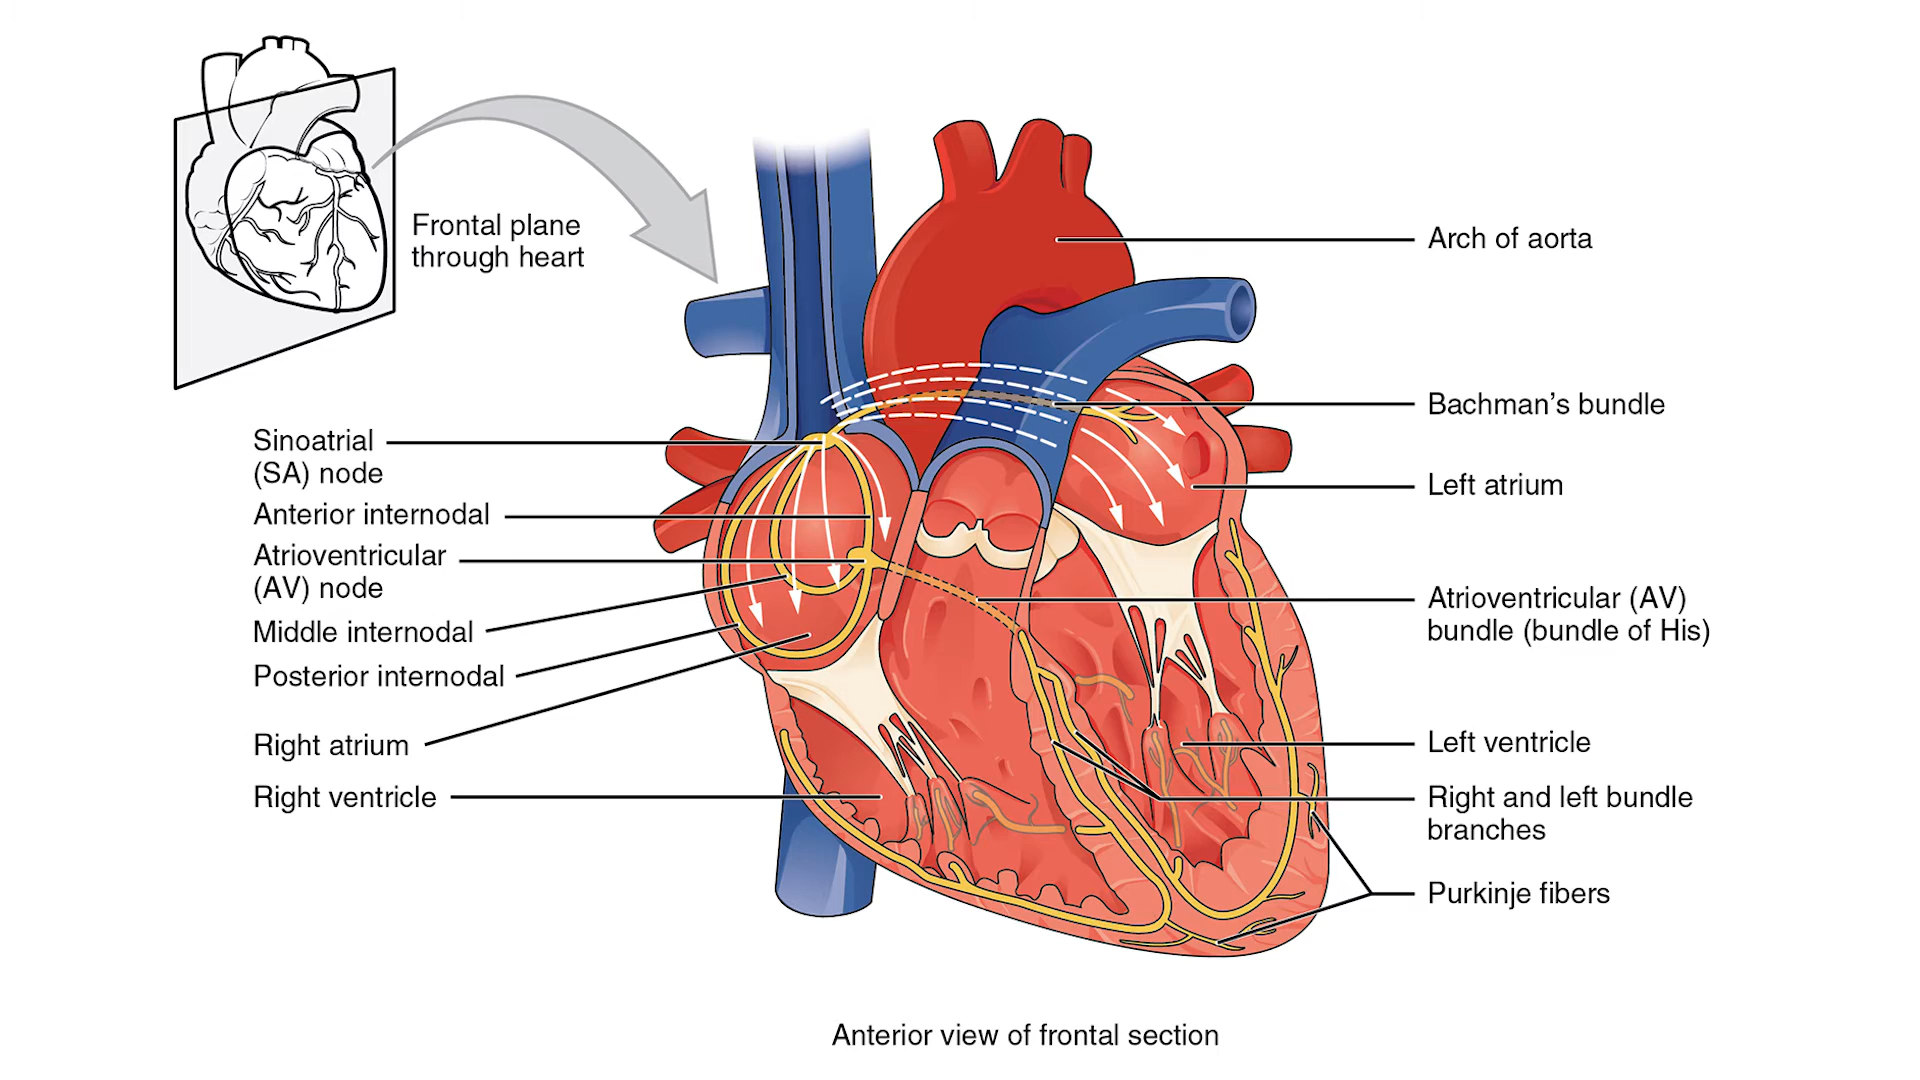 Frontal plane
through heart
Sinoatrial
(SA) node
Anterior internodal
Atrioventricular
(AV) node
Middle internodal
Posterior internodal
Right atrium
Right ventricle
Arch of aorta
Bachman’s bundle
Left atrium
Atrioventricular (AV)
bundle (bundle of His)
Left ventricle
Right and left bundle
branches
Purkinje fibers
Anterior view of frontal section